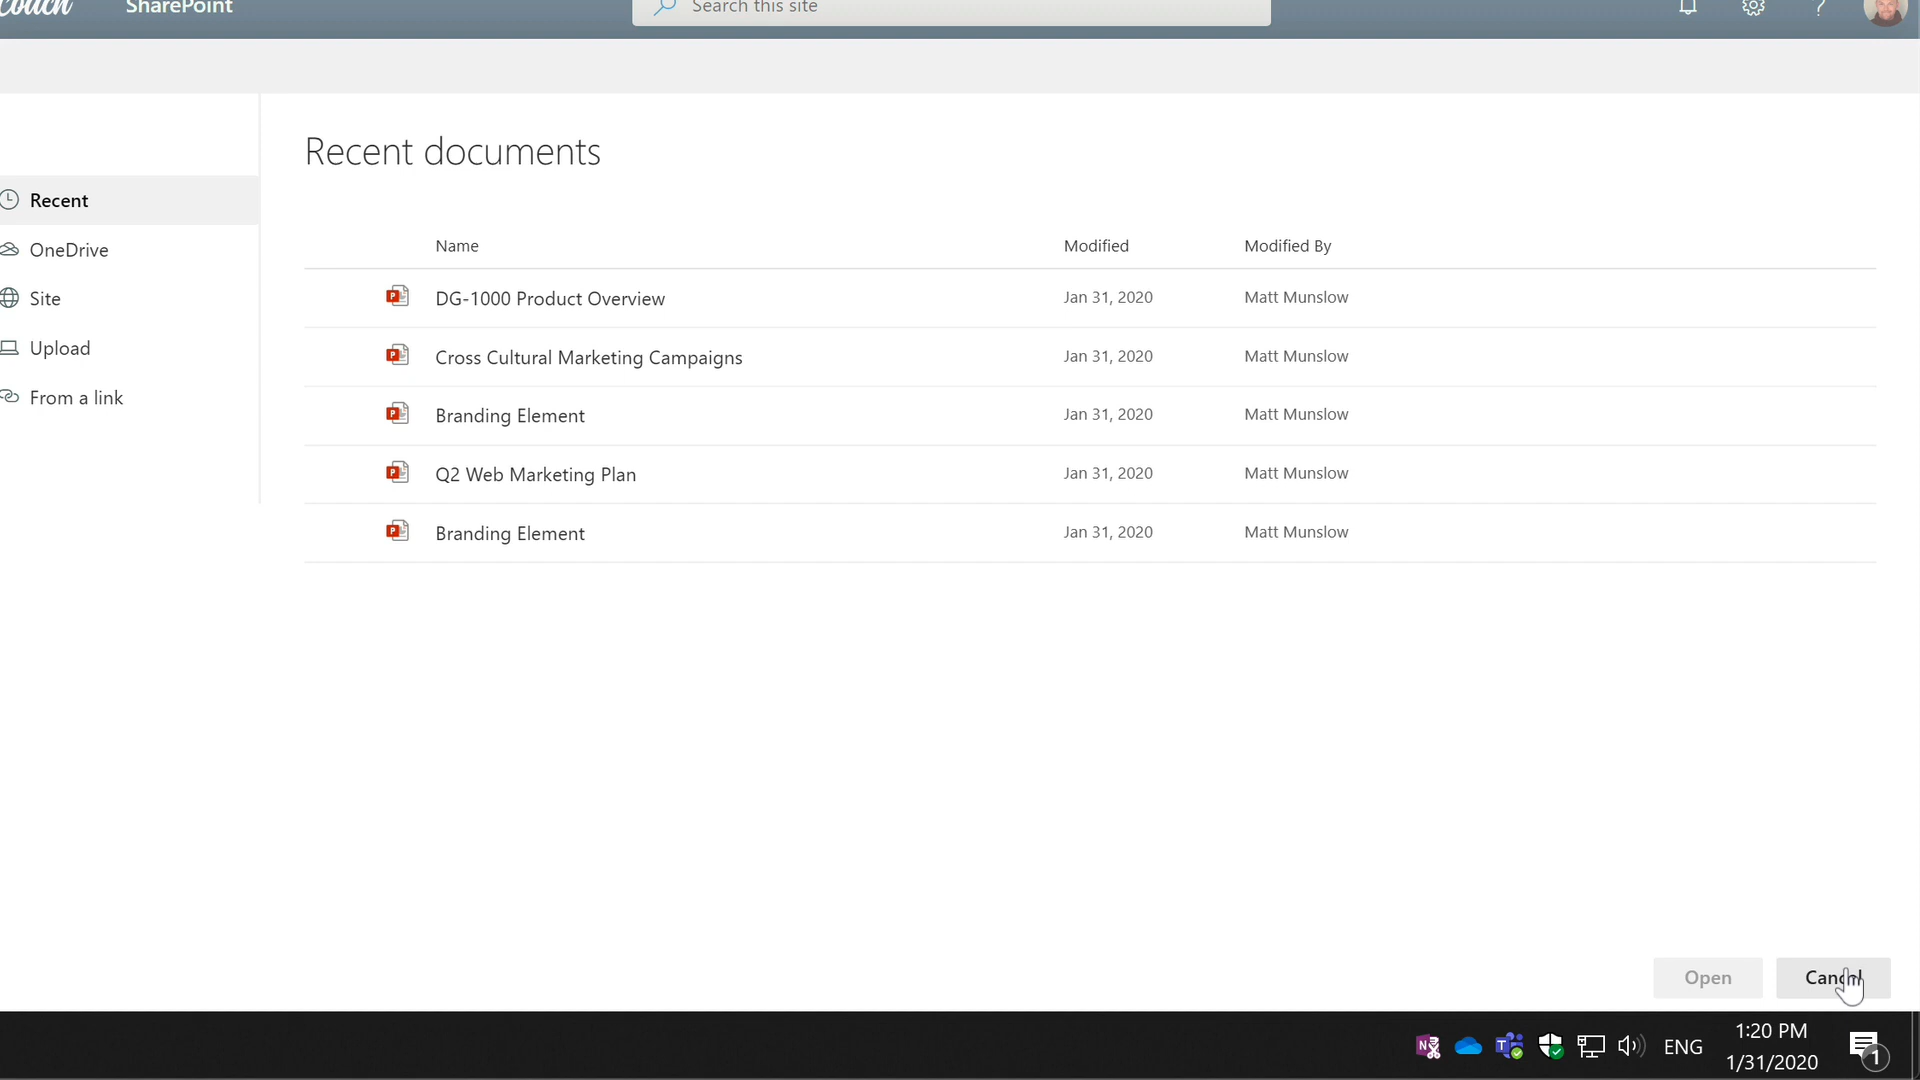 Couch SharePoint Search this site ?
Recent documents
Recent
OneDrive
Site
Upload
From a link
Name Modified Modified By
DG-1000 Product Overview Jan 31, 2020 Matt Munslow
Cross Cultural Marketing Campaigns Jan 31, 2020 Matt Munslow
Branding Element Jan 31, 2020 Matt Munslow
Q2 Web Marketing Plan Jan 31, 2020 Matt Munslow
Branding Element Jan 31, 2020 Matt Munslow
Open Cancel
ENG 1:20 PM
1/31/2020 1